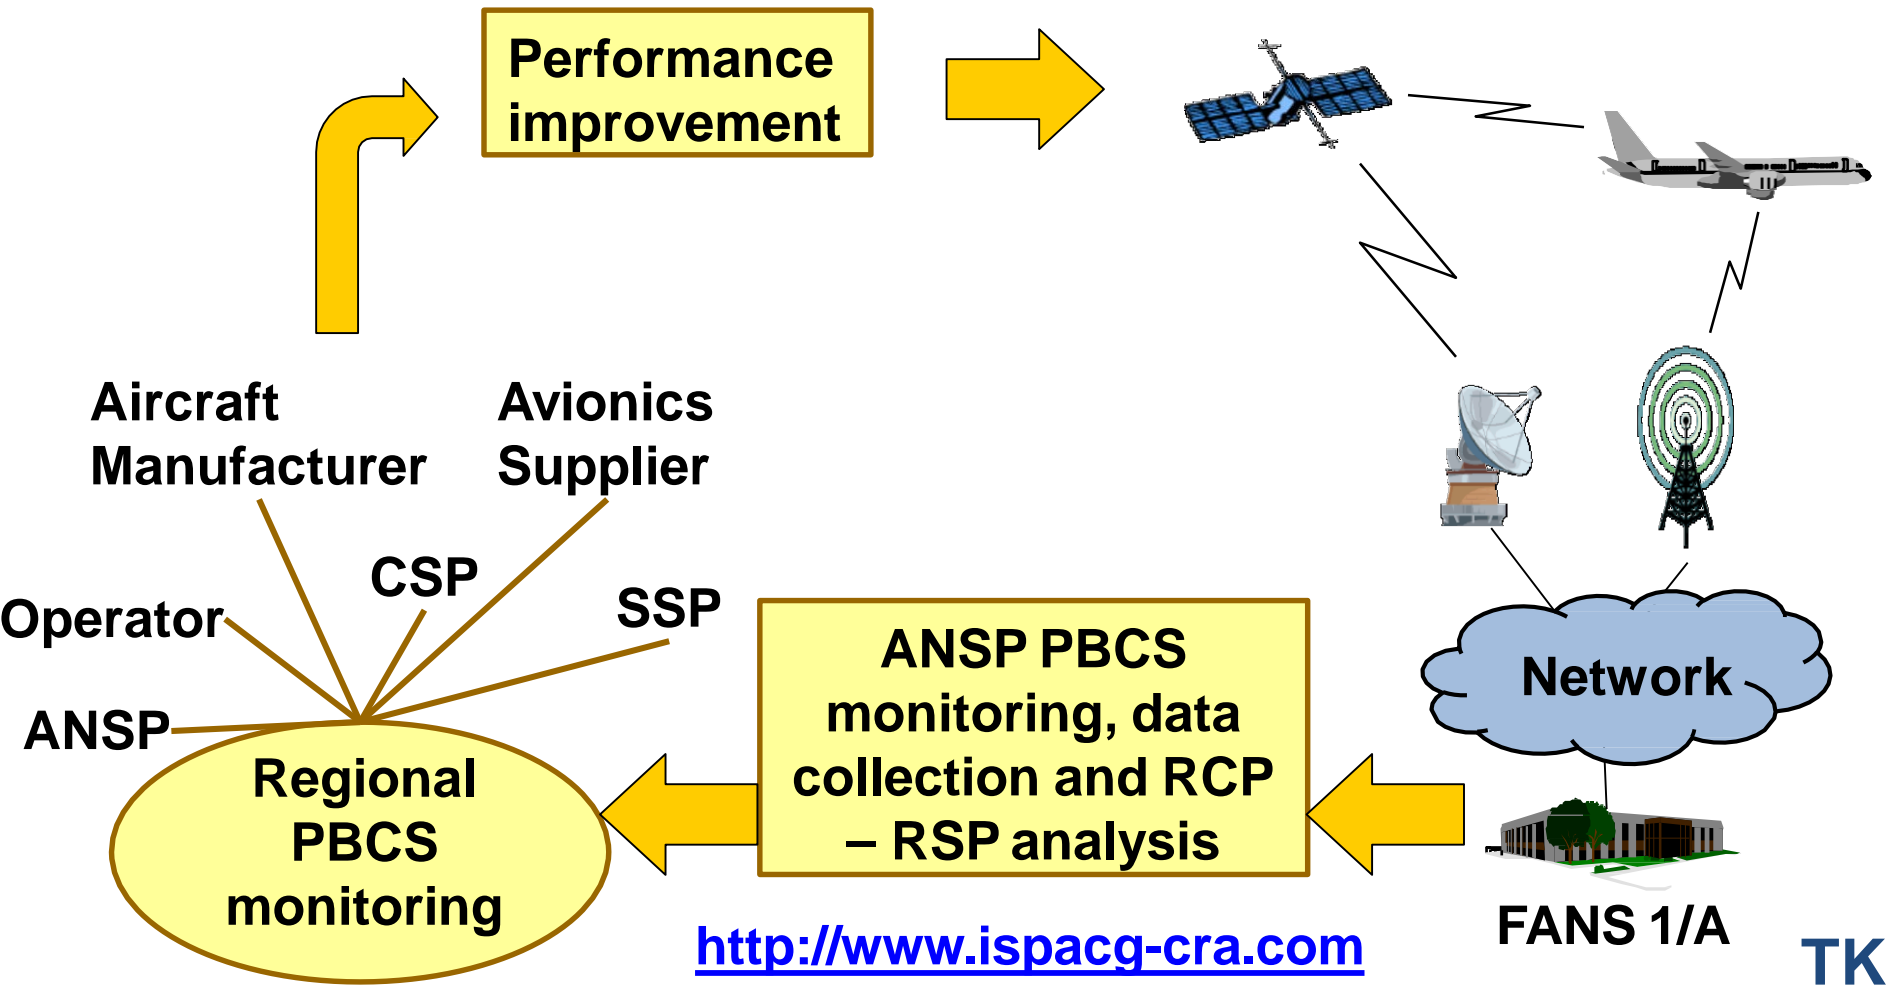 Performance
improvement
Aircraft
Manufacturer
Avionics
Supplier
CSP
Operator
SSP
ANSP
Regional
PBCS
monitoring
ANSP PBCS
monitoring, data
collection and RCP
– RSP analysis
Network
FANS 1/A
http://www.ispacg-cra.com
TK